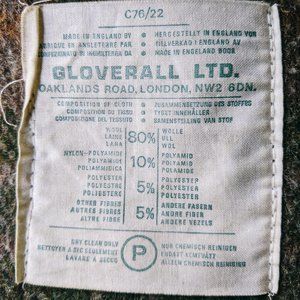 C76/22
MADE IN ENGLAND BY
FABRIQUE EN ANGLETERRE PAR
CONFEZIONATO IN INGHILTERRA DA
HERGESTELLT IN ENGLAND VON
TILLVERKAD I ENGLAND AV
MADE IN ENGELAND DOOR
GLOVERALL LTD.
OAKLANDS ROAD, LONDON, NW2 6DN.
COMPOSITION OF CLOTH
COMPOSITION DU TISSU
COMPOSIZIONE DEL TESSUTO
ZUSAMMENSETZUNG DES STOFFES
TYGET INNEHÅLLER
SAMENSTELLING VAN STOF
WOOL
LAINE
LANA
80%
WOLLE
ULL
WOL
NYLON-POLYAMIDE
POLYAMIDE
POLIAMMIDICA
10%
POLYAMID
POLYAMID
POLYAMIDE
POLYESTER
POLYESTRE
5%
POLYESTER
POLYESTER
POLYESTER
OTHER FIBRES
AUTRES FIBRES
ALTRE FIBRE
5%
ANDERE FASERN
ANDRE FIBER
ANDERE VEZELS
DRY CLEAN ONLY
NETTOYER A SEC SEULEMENT
LAVARE A SECCO
P
NUR CHEMISCH REINIGEN
ENDAST KEMTVÄTT
ALLEEN CHEMISCH REINIGEN